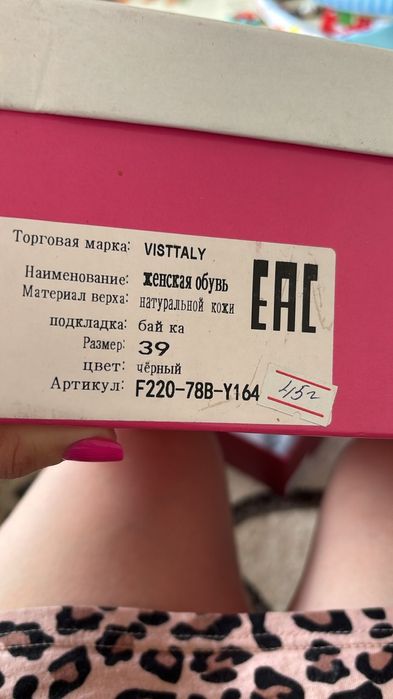 Торговая марка: VISTTALY
Наименование: женская обувь
Материал верха: натуральной кожи
подкладка: бай ка
Размер: 39
цвет: чёрный
Артикул: F220-78B-Y164
EAC